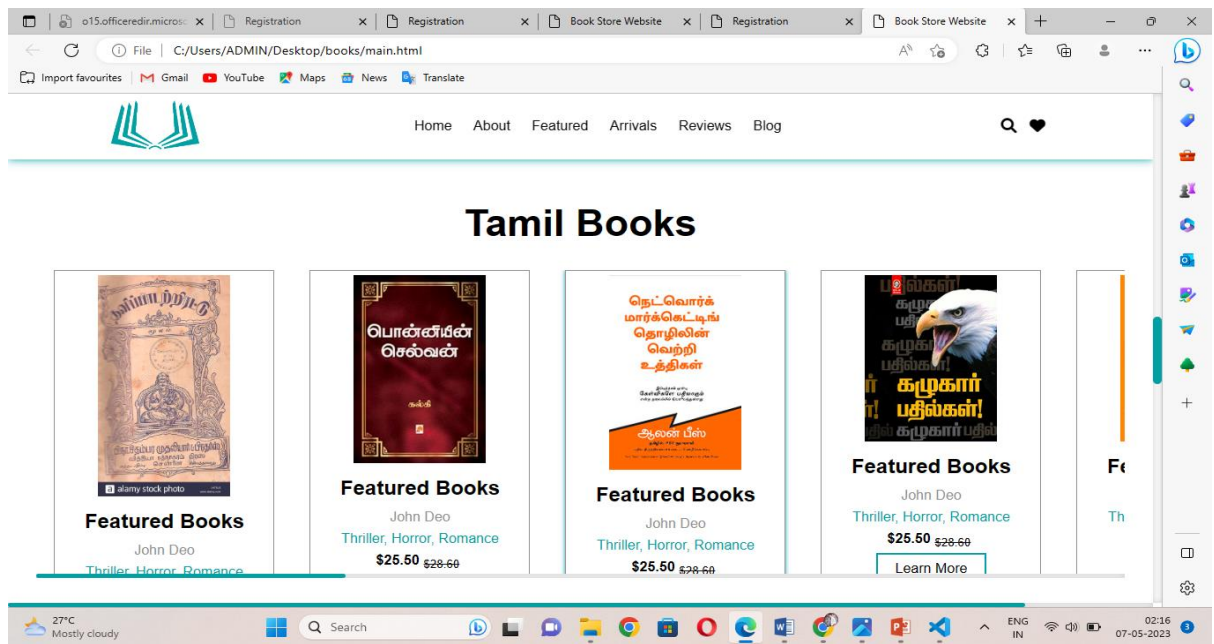 o15.officeredir.microsc
Registration
Registration
Book Store Website
Registration
Book Store Website
File | C:/Users/ADMIN/Desktop/books/main.html
Import favourites
Gmail
YouTube
Maps
News
Translate
Home About Featured Arrivals Reviews Blog
Tamil Books
alamy stock photo
Featured Books
John Deo
Thriller, Horror, Romance
பொன்னியின்
செல்வன்
கல்கி
Featured Books
John Deo
Thriller, Horror, Romance
$25.50 $28.60
நெட்வொர்க்
மார்க்கெட்டிங்
தொழிலின்
வெற்றி
உத்திகள்
ஆலன் பீஸ்
Featured Books
John Deo
Thriller, Horror, Romance
$25.50 $28.60
கழுகார்
பதில்கள்!
Featured Books
John Deo
Thriller, Horror, Romance
$25.50 $28.60
Learn More
Fe
Th
27°C
Mostly cloudy
Search
ENG
IN
02:16
07-05-2023
3